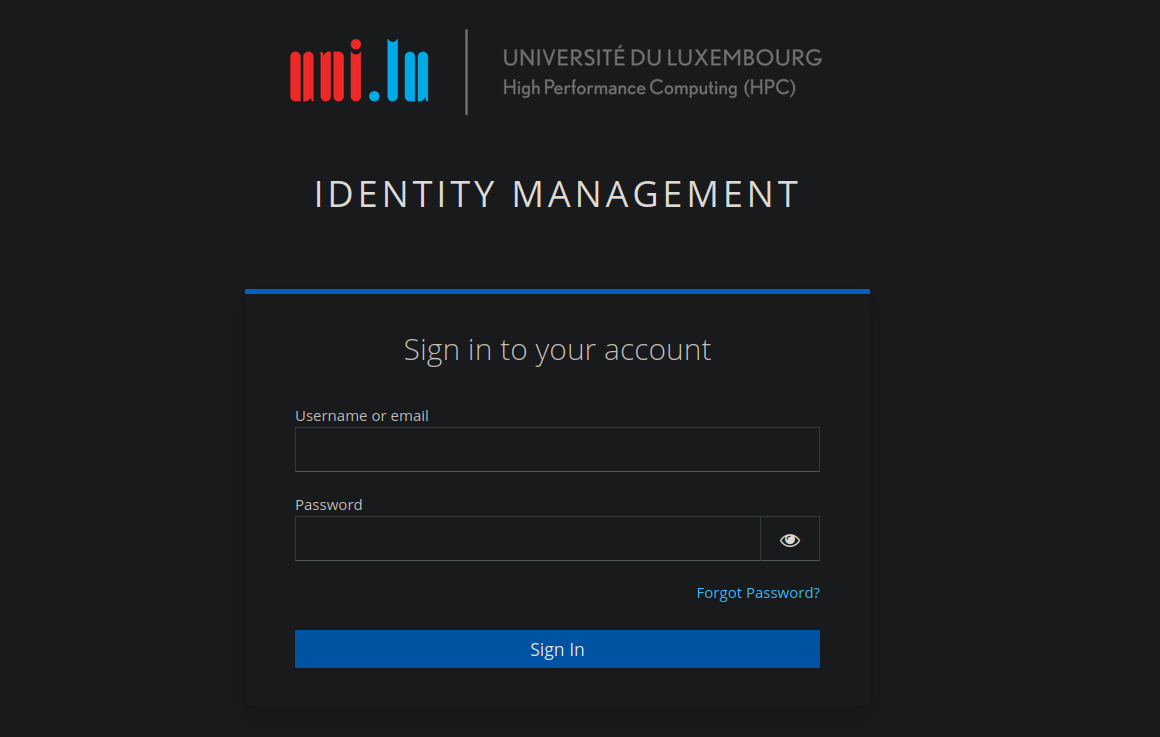 uni.lu
UNIVERSITÉ DU LUXEMBOURG
High Performance Computing (HPC)
IDENTITY MANAGEMENT
Sign in to your account
Username or email
Password
Forgot Password?
Sign In